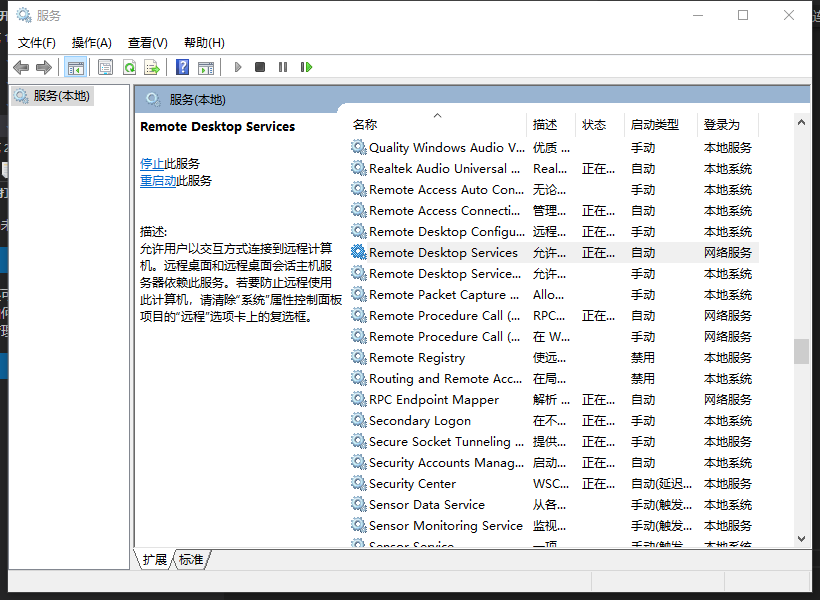 服务
文件(F) 操作(A) 查看(V) 帮助(H)
服务(本地)
服务(本地)
Remote Desktop Services
停止此服务
重启动此服务
描述:
允许用户以交互方式连接到远程计算
机。远程桌面和远程桌面会话主机服
务器依赖此服务。若要防止远程使用
此计算机，请清除“系统”属性控制面板
项目的“远程”选项卡上的复选框。
名称 描述 状态 启动类型 登录为
Quality Windows Audio V... 优质 ... 手动 本地服务
Realtek Audio Universal ... Real... 正在... 自动 本地系统
Remote Access Auto Con... 无论... 手动 本地系统
Remote Access Connecti... 管理... 正在... 自动 本地系统
Remote Desktop Configu... 远程... 正在... 手动 本地系统
Remote Desktop Services 允许... 正在... 自动 网络服务
Remote Desktop Service... 允许... 手动 本地系统
Remote Packet Capture ... Allo... 手动 本地系统
Remote Procedure Call (... RPC... 正在... 自动 网络服务
Remote Procedure Call (... 在 W... 手动 网络服务
Remote Registry 使远... 禁用 本地服务
Routing and Remote Acc... 在局... 禁用 本地系统
RPC Endpoint Mapper 解析 ... 正在... 自动 网络服务
Secondary Logon 在不... 正在... 手动 本地系统
Secure Socket Tunneling ... 提供... 正在... 手动 本地服务
Security Accounts Manag... 启动... 正在... 自动 本地系统
Security Center WSC... 正在... 自动(延迟... 本地服务
Sensor Data Service 从各... 手动(触发... 本地系统
Sensor Monitoring Service 监视... 手动(触发... 本地服务
Sensor Service 一项... 手动(触发... 本地系统
扩展 标准